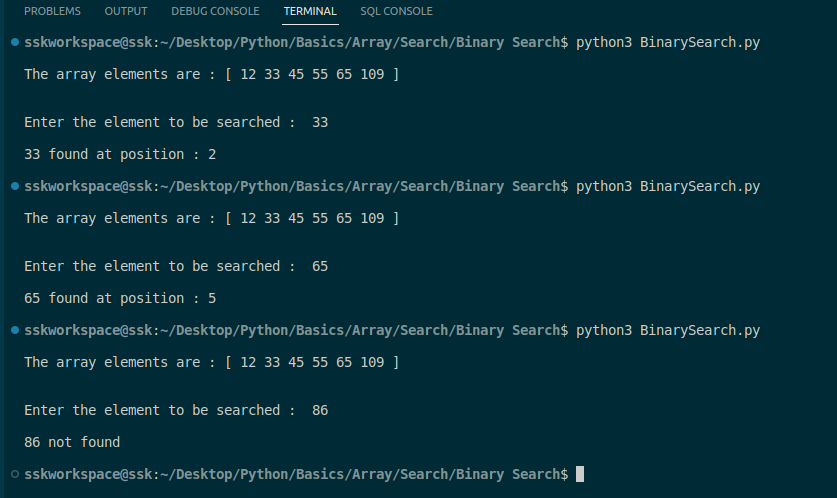 PROBLEMS OUTPUT DEBUG CONSOLE TERMINAL SQL CONSOLE
sskworkspace@ssk:~/Desktop/Python/Basics/Array/Search/Binary Search$ python3 BinarySearch.py
The array elements are : [ 12 33 45 55 65 109 ]
Enter the element to be searched :  33
33 found at position : 2
sskworkspace@ssk:~/Desktop/Python/Basics/Array/Search/Binary Search$ python3 BinarySearch.py
The array elements are : [ 12 33 45 55 65 109 ]
Enter the element to be searched :  65
65 found at position : 5
sskworkspace@ssk:~/Desktop/Python/Basics/Array/Search/Binary Search$ python3 BinarySearch.py
The array elements are : [ 12 33 45 55 65 109 ]
Enter the element to be searched :  86
86 not found
sskworkspace@ssk:~/Desktop/Python/Basics/Array/Search/Binary Search$